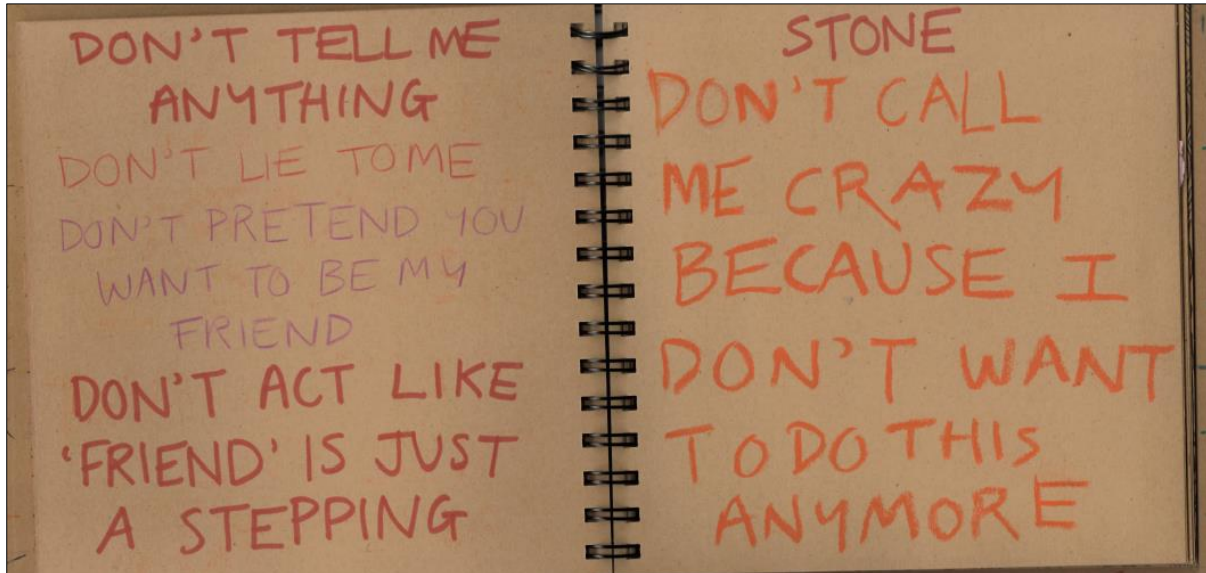 DON'T TELL ME
ANYTHING
DON'T LIE TO ME
DON'T PRETEND YOU
WANT TO BE MY
FRIEND
DON'T ACT LIKE
'FRIEND' IS JUST
A STEPPING
STONE
DON'T CALL
ME CRAZY
BECAUSE I
DON'T WANT
TO DO THIS
ANYMORE